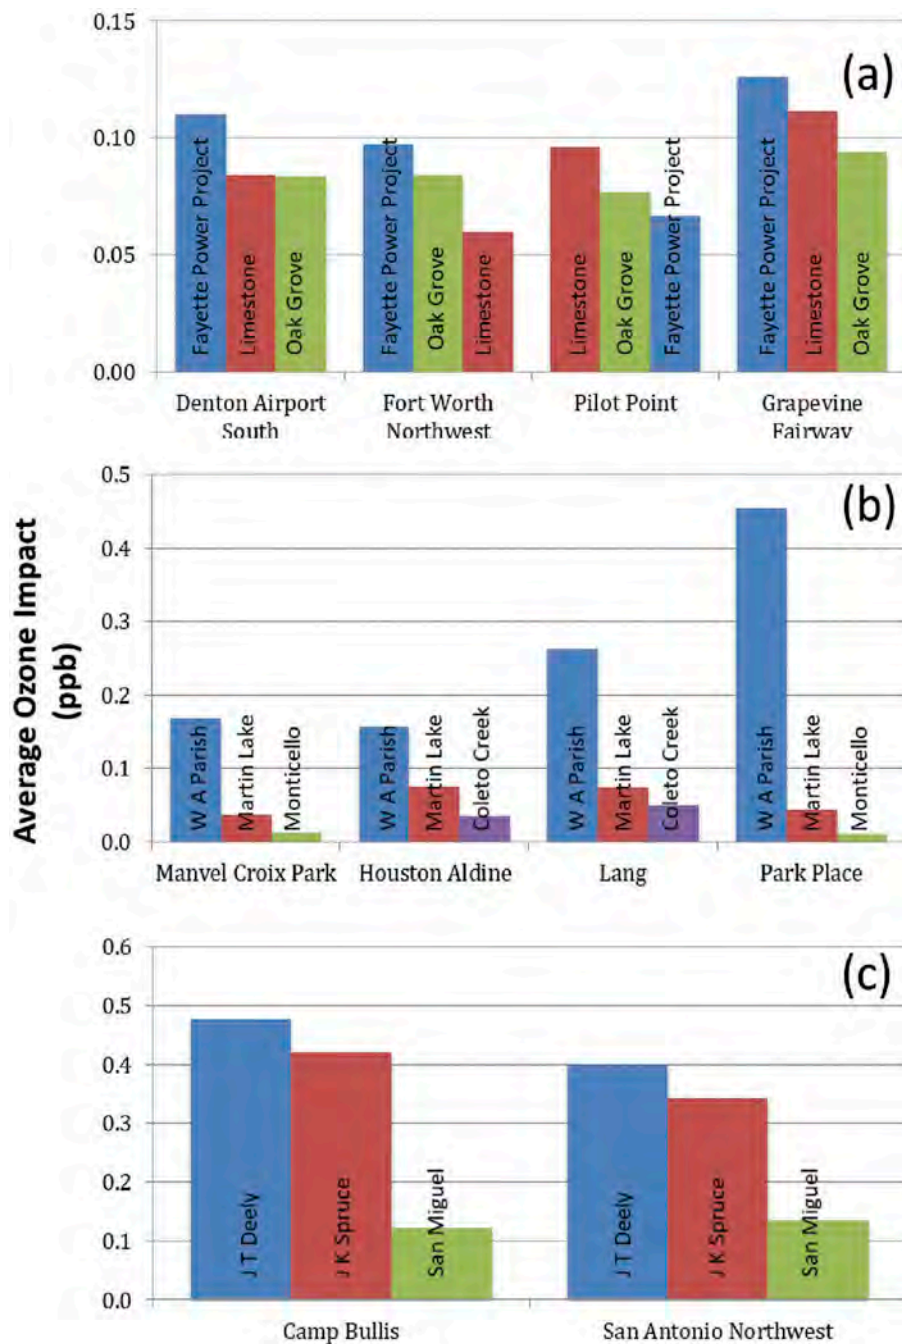 0.15
(a)
0.10
0.05
0.00
Fayette Power Project
Limestone
Oak Grove
Fayette Power Project
Oak Grove
Limestone
Limestone
Oak Grove
Fayette Power Project
Fayette Power Project
Limestone
Oak Grove
Denton Airport
South
Fort Worth
Northwest
Pilot Point
Grapevine
Fairway
Average Ozone Impact
(ppb)
0.5
(b)
0.4
0.3
0.2
0.1
0.0
W A Parish
Martin Lake
Monticello
W A Parish
Martin Lake
Coleto Creek
W A Parish
Martin Lake
Coleto Creek
W A Parish
Martin Lake
Monticello
Manvel Croix Park
Houston Aldine
Lang
Park Place
0.6
(c)
0.5
0.4
0.3
0.2
0.1
0.0
J T Deely
J K Spruce
San Miguel
J T Deely
J K Spruce
San Miguel
Camp Bullis
San Antonio Northwest